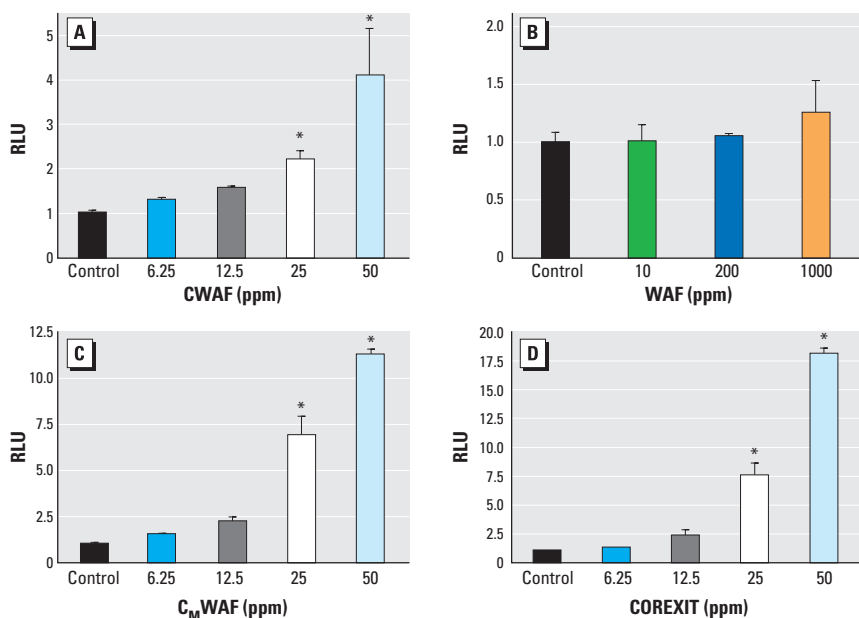 A
RLU
5
4
3
2
1
0
*
*
Control 6.25 12.5 25 50
CWAF (ppm)
B
RLU
2.0
1.5
1.0
0.5
0
Control 10 200 1000
WAF (ppm)
C
RLU
12.5
10.0
7.5
5.0
2.5
0
*
*
Control 6.25 12.5 25 50
CMWAF (ppm)
D
RLU
20.0
17.5
15.0
12.5
10.0
7.5
5.0
2.5
0
*
*
Control 6.25 12.5 25 50
COREXIT (ppm)